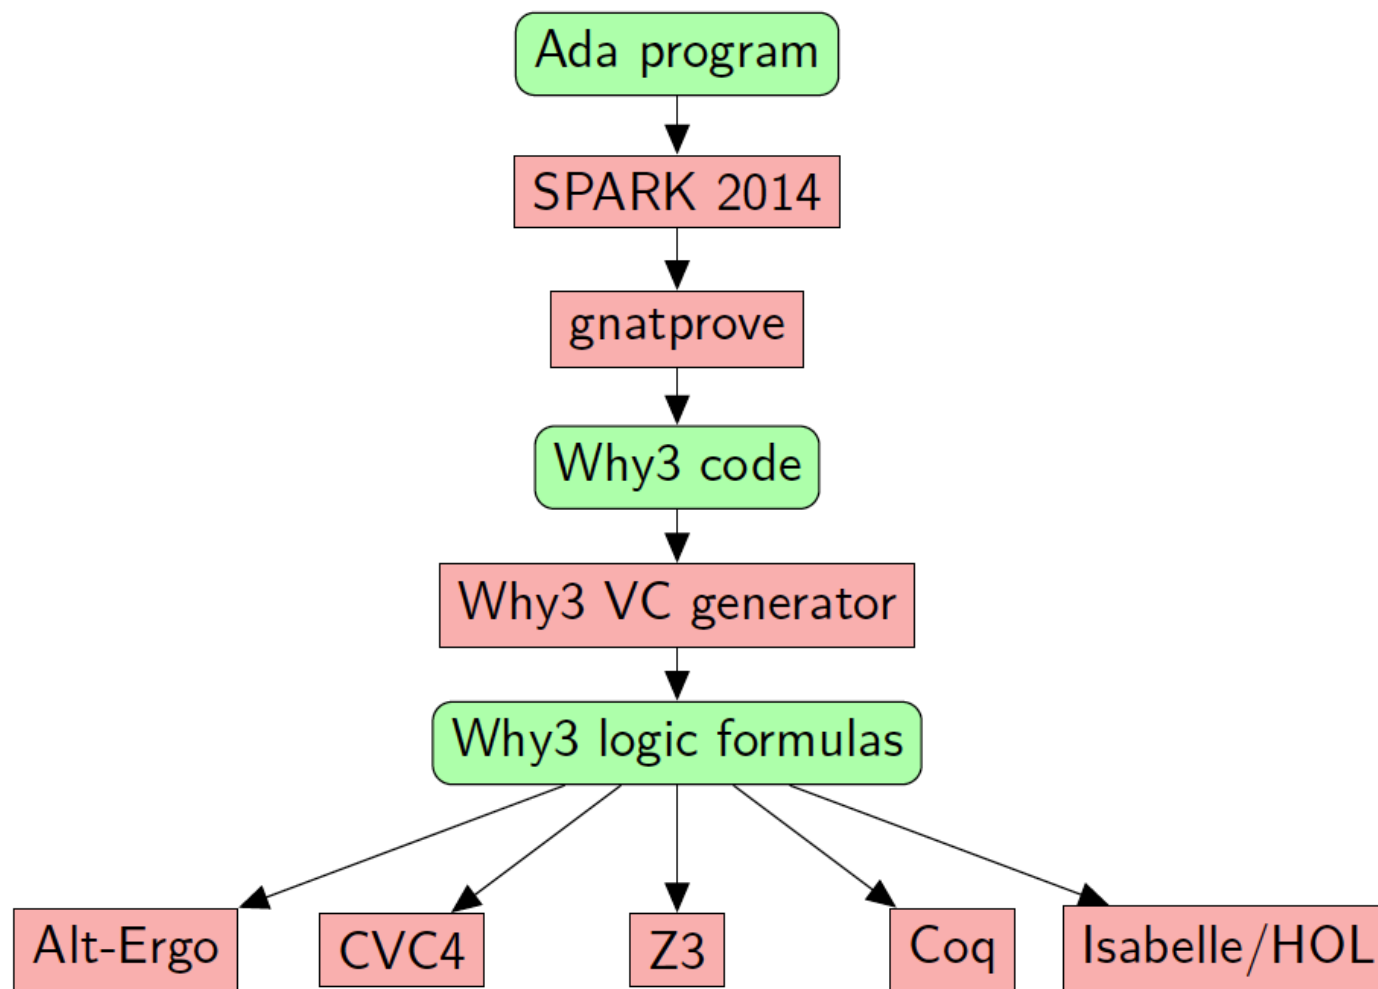 Ada program
SPARK 2014
gnatprove
Why3 code
Why3 VC generator
Why3 logic formulas
Alt-Ergo
CVC4
Z3
Coq
Isabelle/HOL